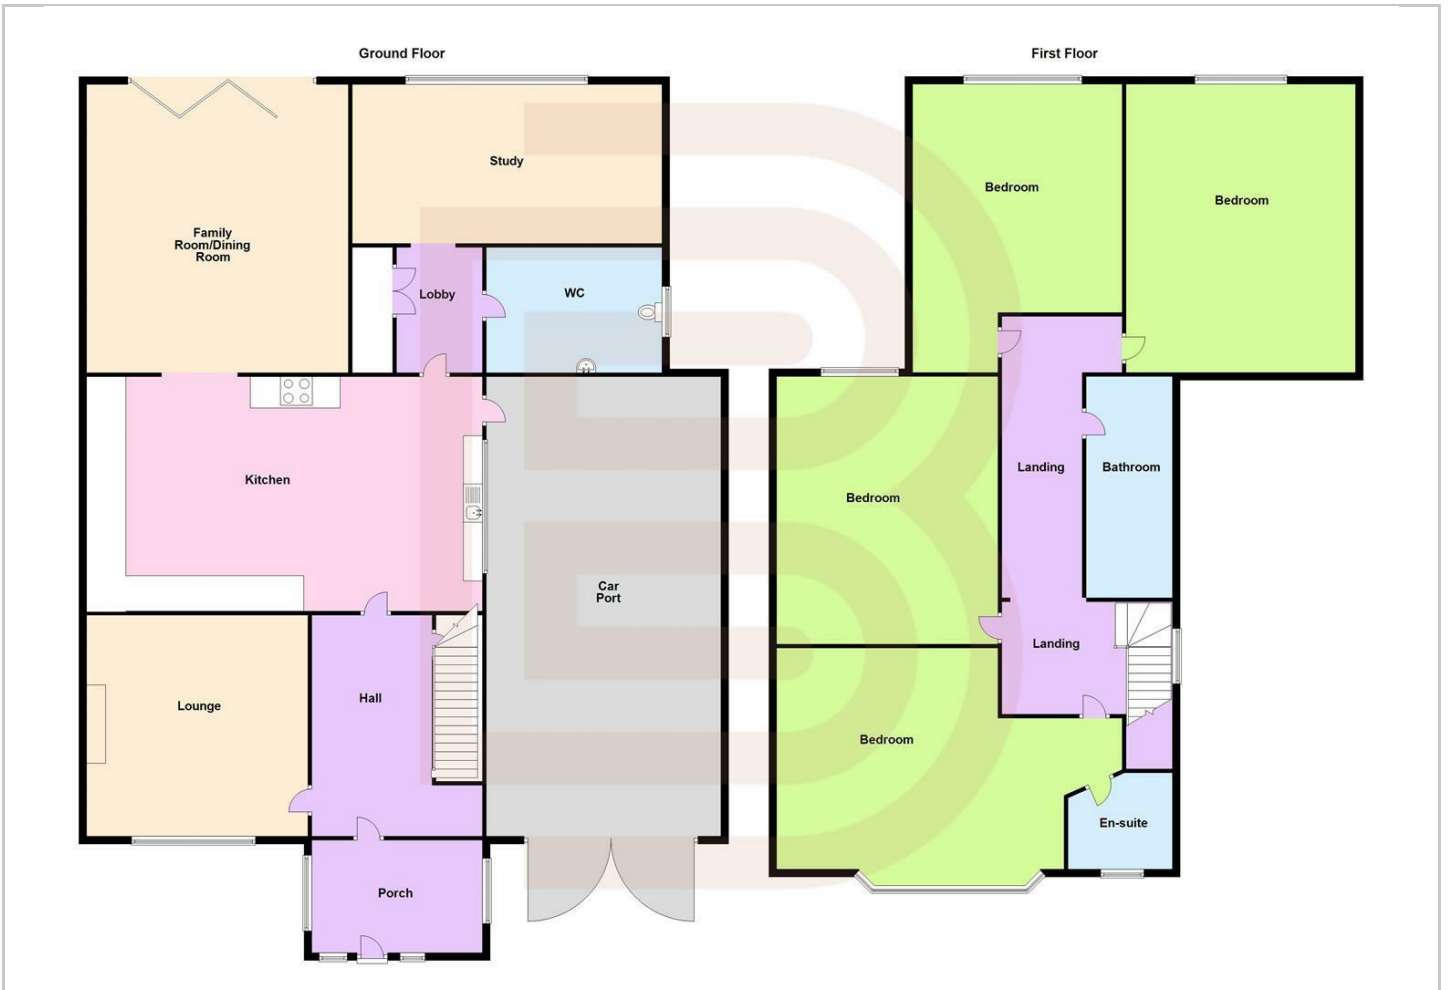 Ground Floor
Study
Family
Room/Dining
Room
Lobby
WC
Kitchen
Car
Port
Lounge
Hall
Porch
First Floor
Bedroom
Bedroom
Landing
Bathroom
Bedroom
Landing
Bedroom
En-suite